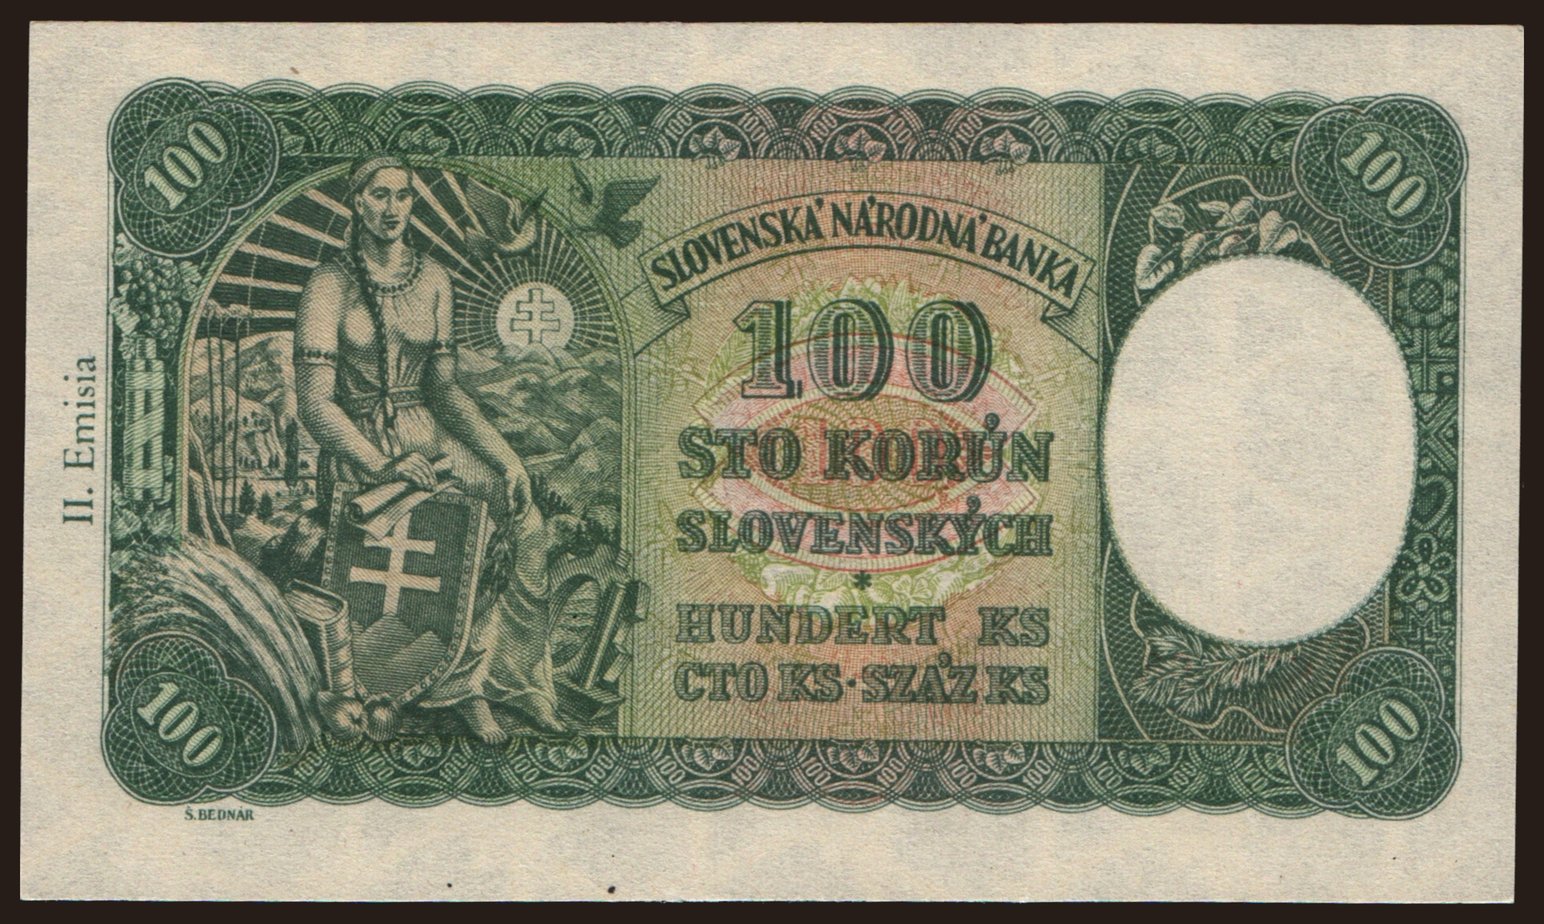 100
100
SLOVENSKÁ NÁRODNÁ BANKA
100
STO KORÚN
SLOVENSKÝCH
*
HUNDERT KS
CTO KS · SZÁZ KS
II. Emisia
100
100
Š. BEDNÁR